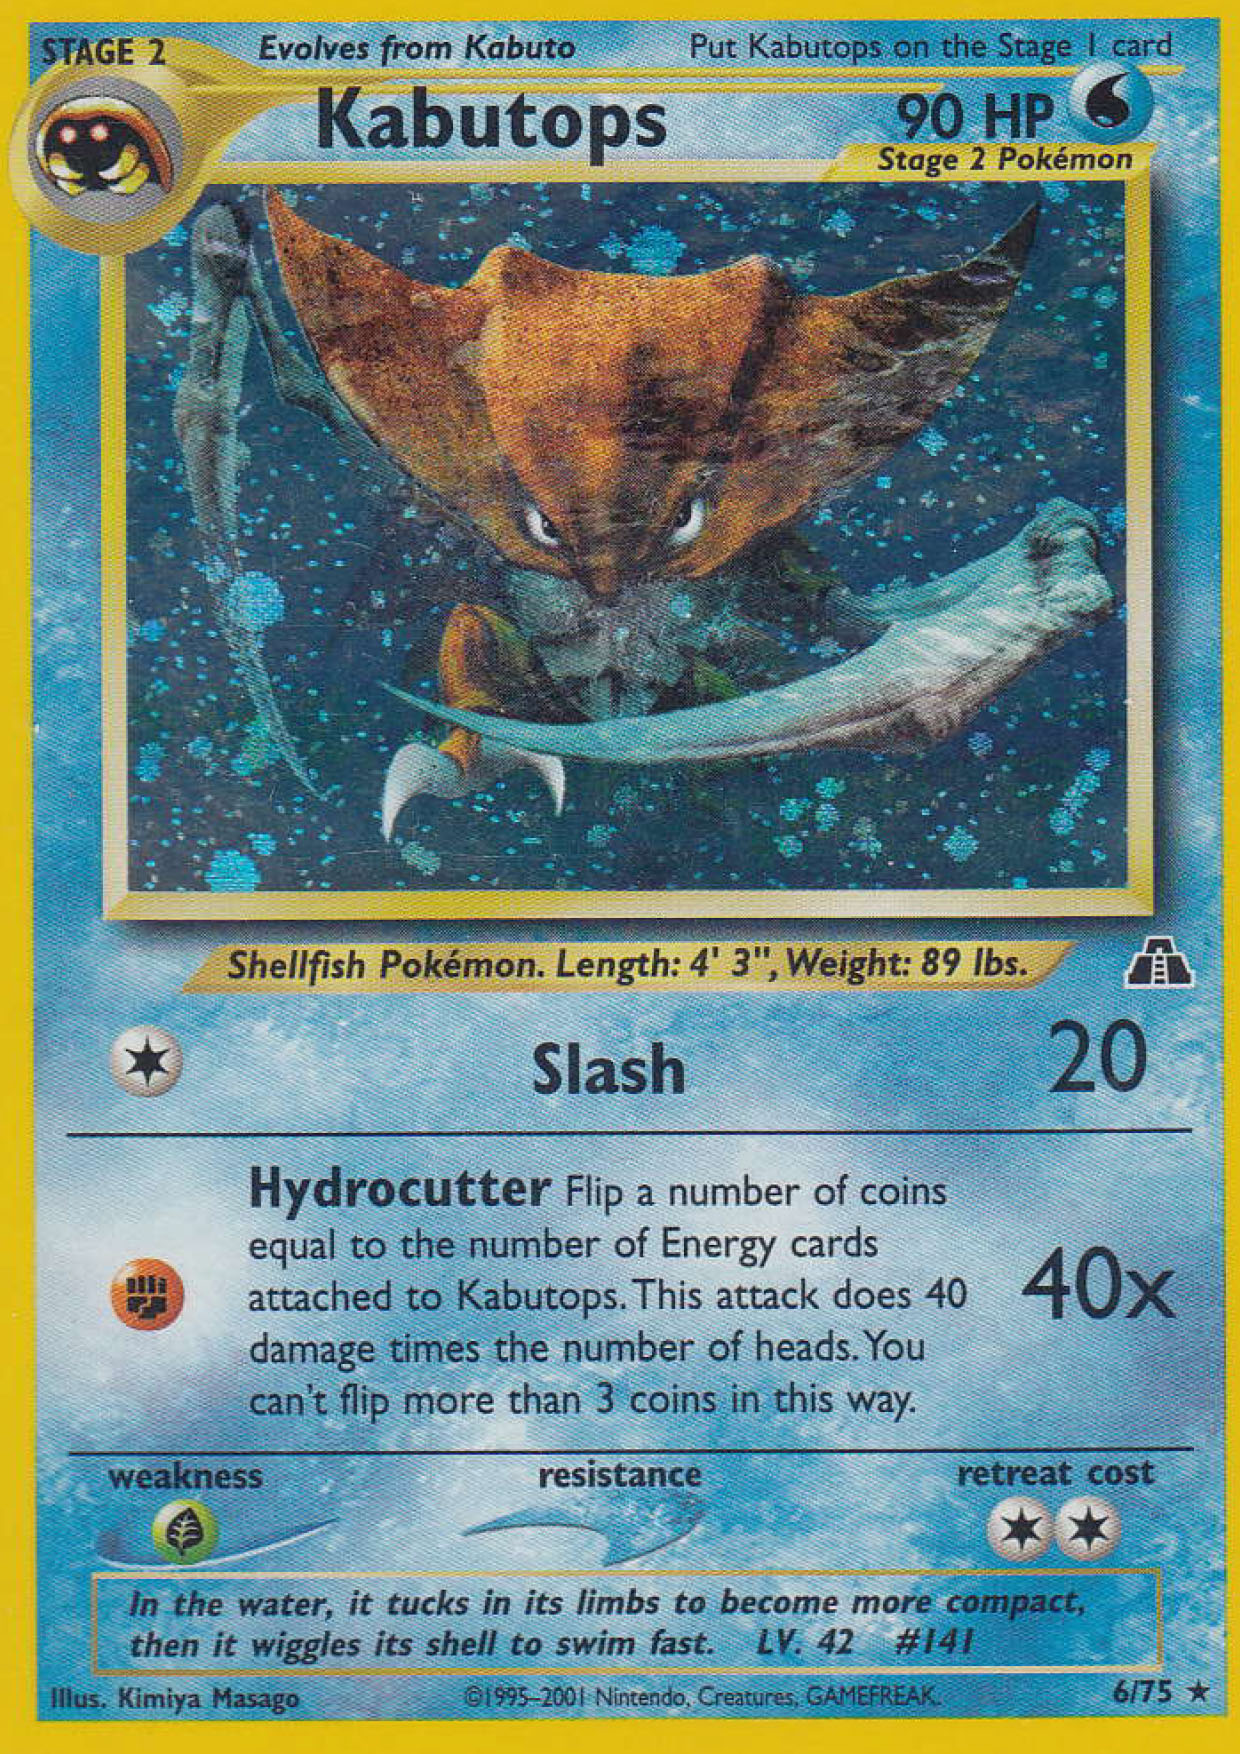 STAGE 2 Evolves from Kabuto Put Kabutops on the Stage 1 card
Kabutops 90 HP
Stage 2 Pokémon
Shellfish Pokémon. Length: 4' 3", Weight: 89 lbs.
Slash 20
Hydrocutter Flip a number of coins
equal to the number of Energy cards
attached to Kabutops. This attack does 40
damage times the number of heads. You
can't flip more than 3 coins in this way.
40x
weakness resistance retreat cost
In the water, it tucks in its limbs to become more compact,
then it wiggles its shell to swim fast. LV. 42 #141
Illus. Kimiya Masago ©1995–2001 Nintendo, Creatures, GAMEFREAK. 6/75 ★